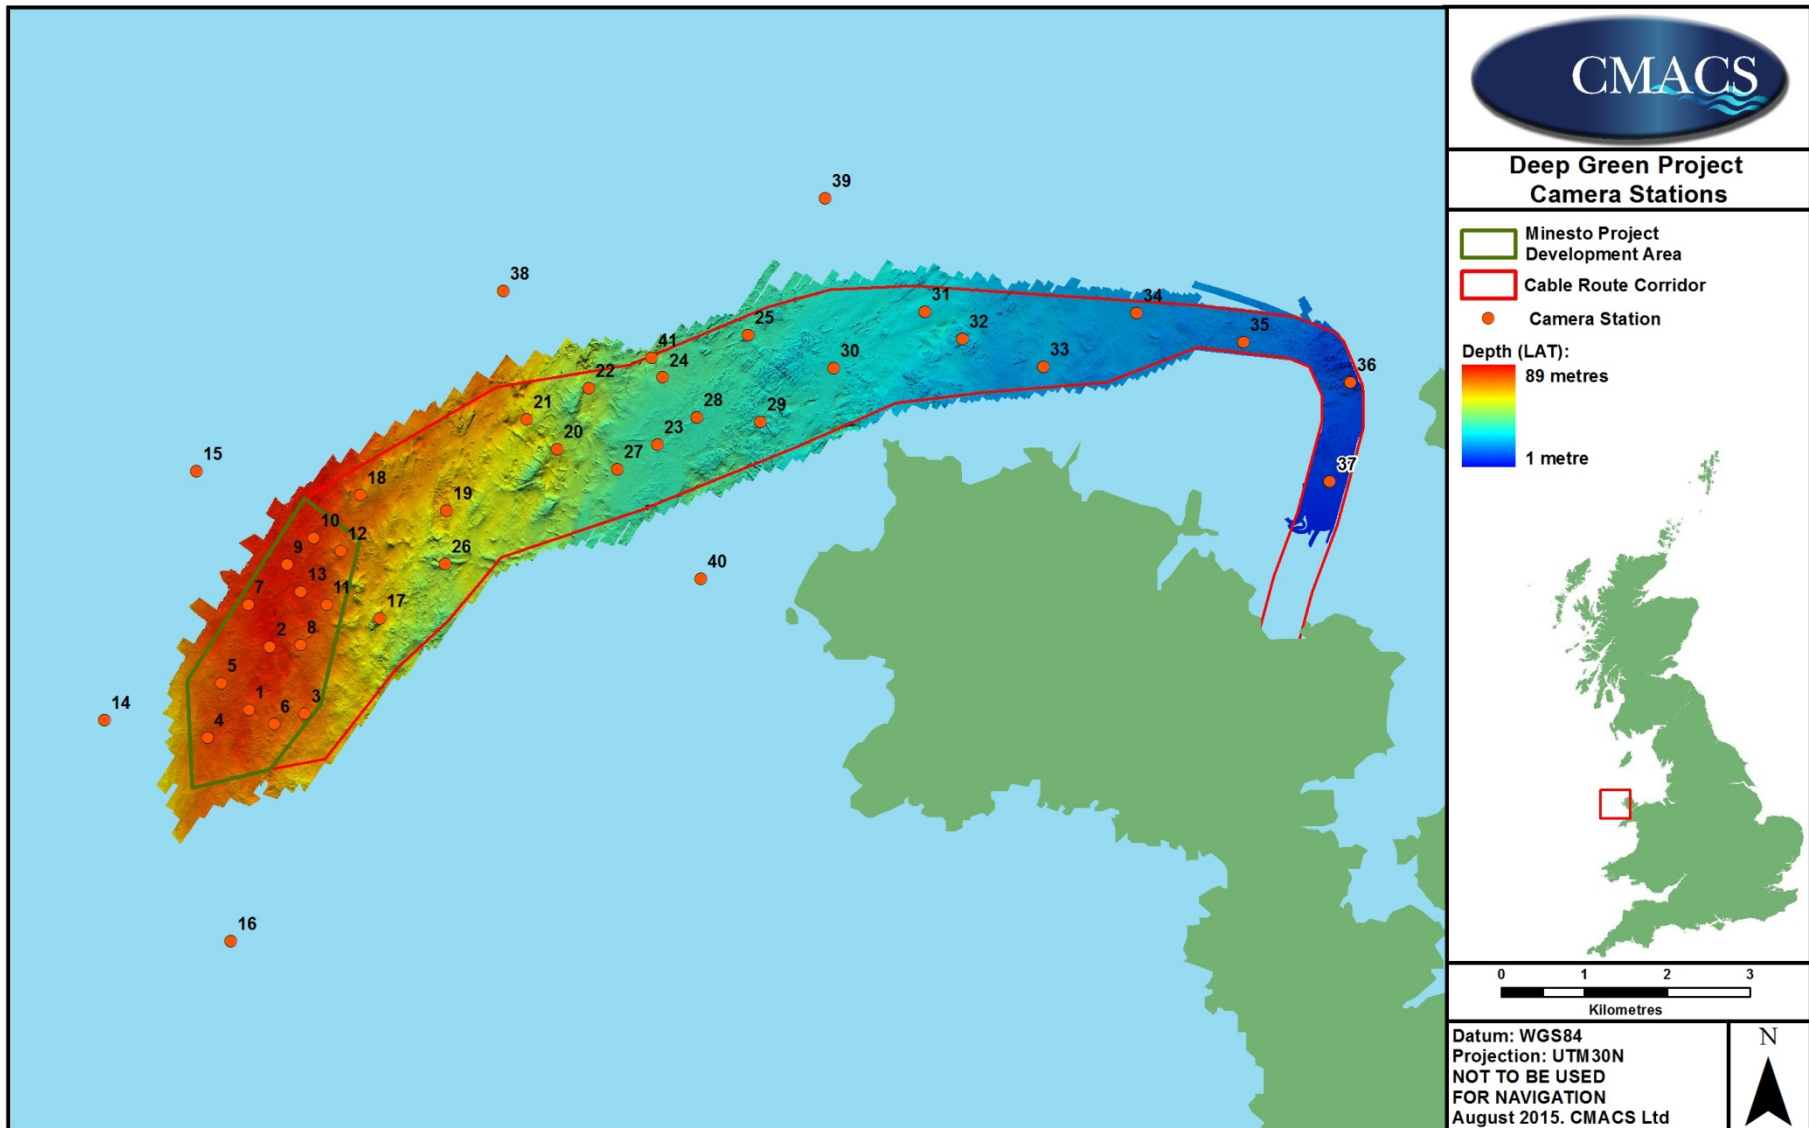 CMACS
Deep Green Project
Camera Stations
Minesto Project
Development Area
Cable Route Corridor
Camera Station
Depth (LAT):
89 metres
1 metre
0 1 2 3
Kilometres
Datum: WGS84
Projection: UTM30N
NOT TO BE USED
FOR NAVIGATION
August 2015. CMACS Ltd
N
39
38
31
34
25
32
35
41
30
33
36
24
22
21
28
29
20
23
27
15
37
18
19
10
9
12
26
40
13
7
11
17
2
8
5
1
3
14
6
4
16